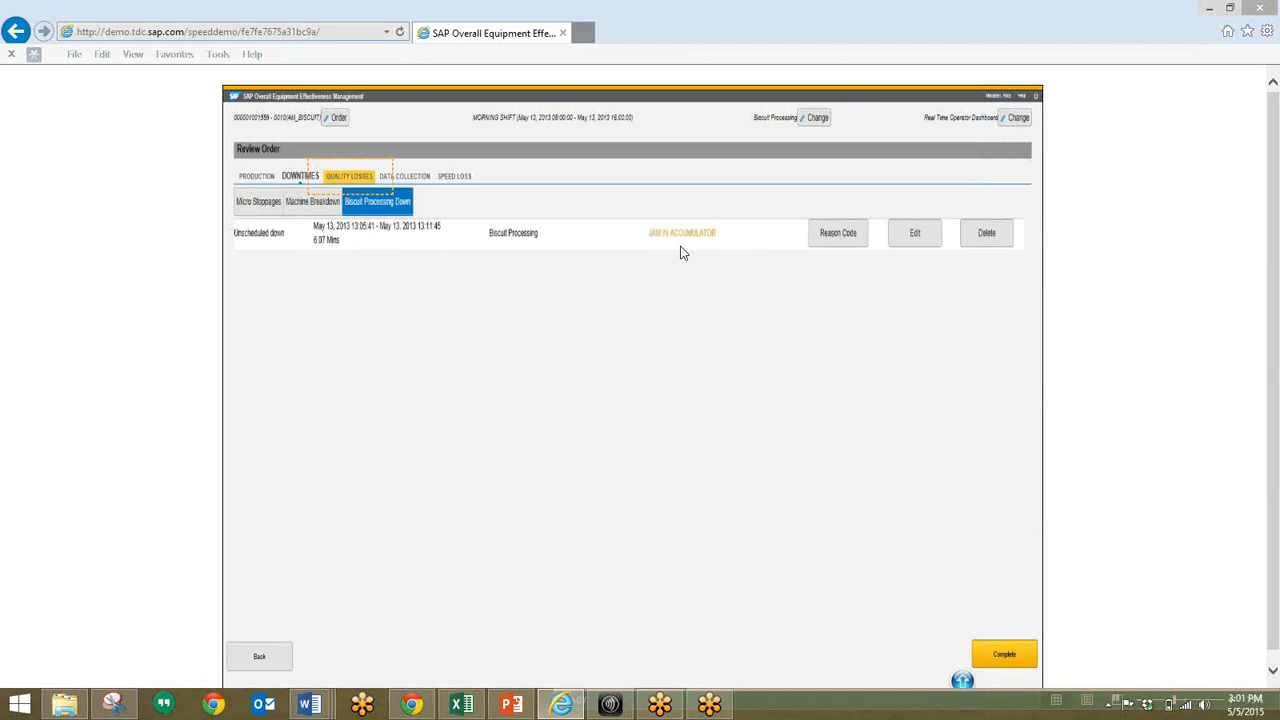 http://demo.tdc.sap.com/speeddemo/fe7fe7675a31bc9a/
SAP Overall Equipment Effe...
File Edit View Favorites Tools Help
SAP Overall Equipment Effectiveness Management
Help
000001001559 - 0010(AM_BISCUIT) Order
MORNING SHIFT (May 13, 2013 08:00:00 - May 13, 2013 16:00:00)
Biscuit Processing Change
Real Time Operator Dashboard Change
Review Order
PRODUCTION DOWNTIMES QUALITY LOSSES DATA COLLECTION SPEED LOSS
Micro Stoppages Machine Breakdown Biscuit Processing Down
Unscheduled down
May 13, 2013 13:05:41 - May 13, 2013 13:11:45
6.07 Mins
Biscuit Processing
JAM IN ACCUMULATOR
Reason Code
Edit
Delete
Back
Complete
3:01 PM
5/5/2015